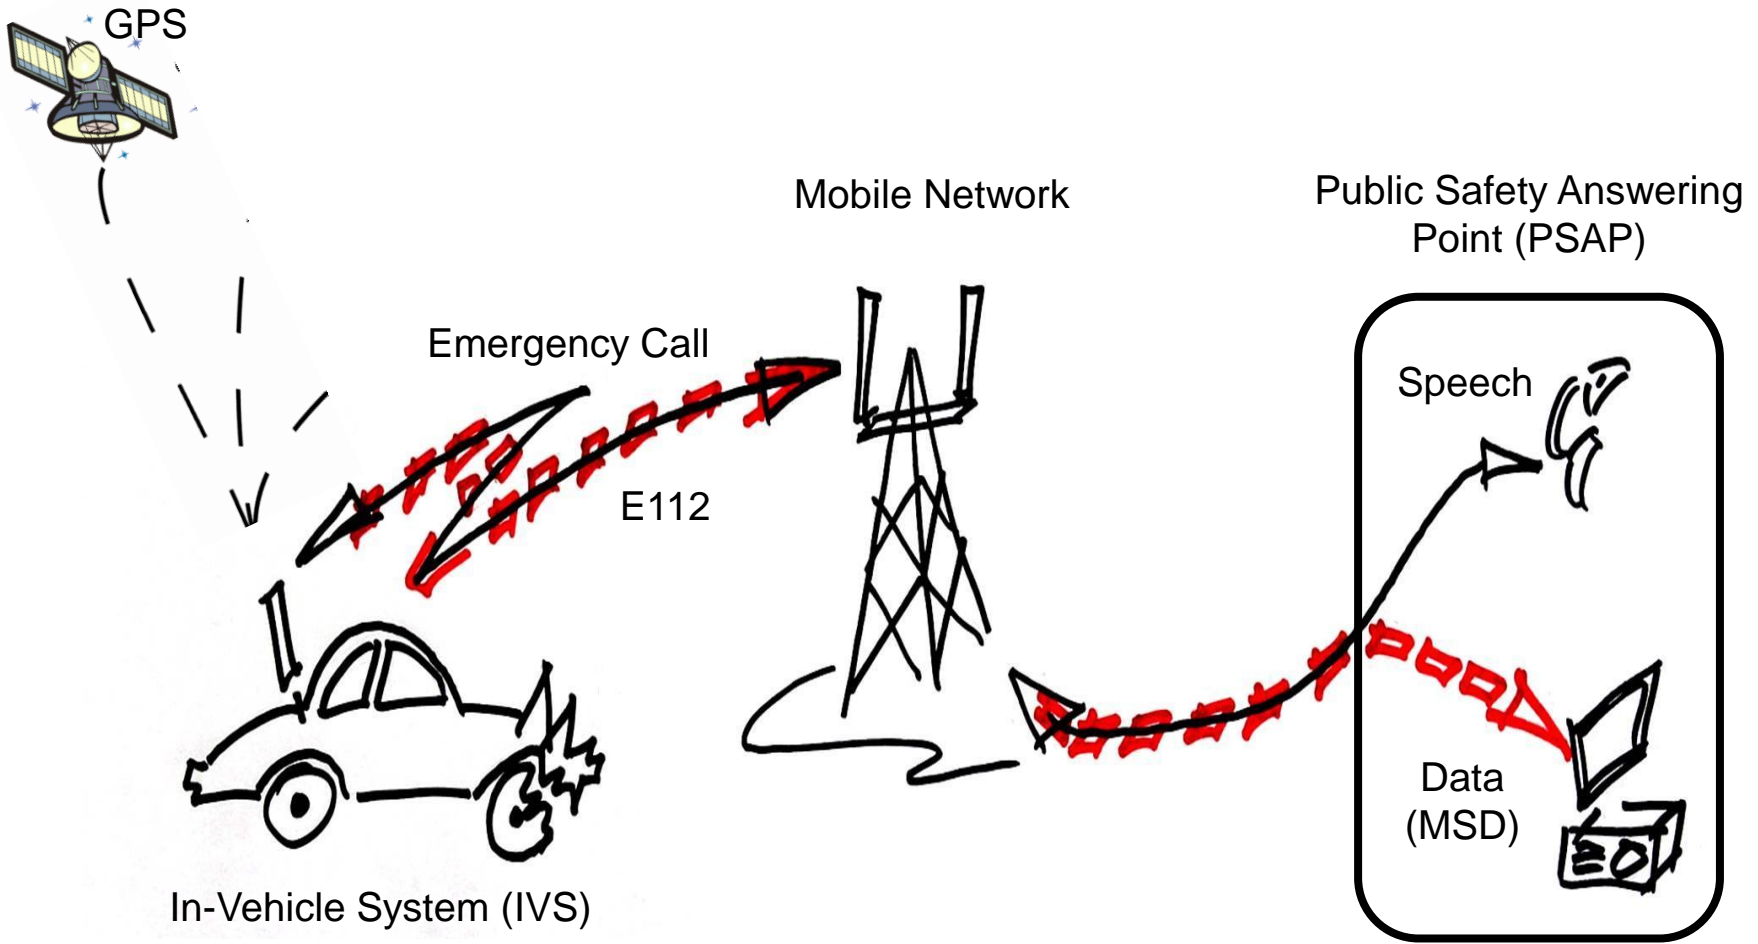 GPS
Mobile Network
Public Safety Answering
Point (PSAP)
Emergency Call
E112
Speech
Data
(MSD)
In-Vehicle System (IVS)